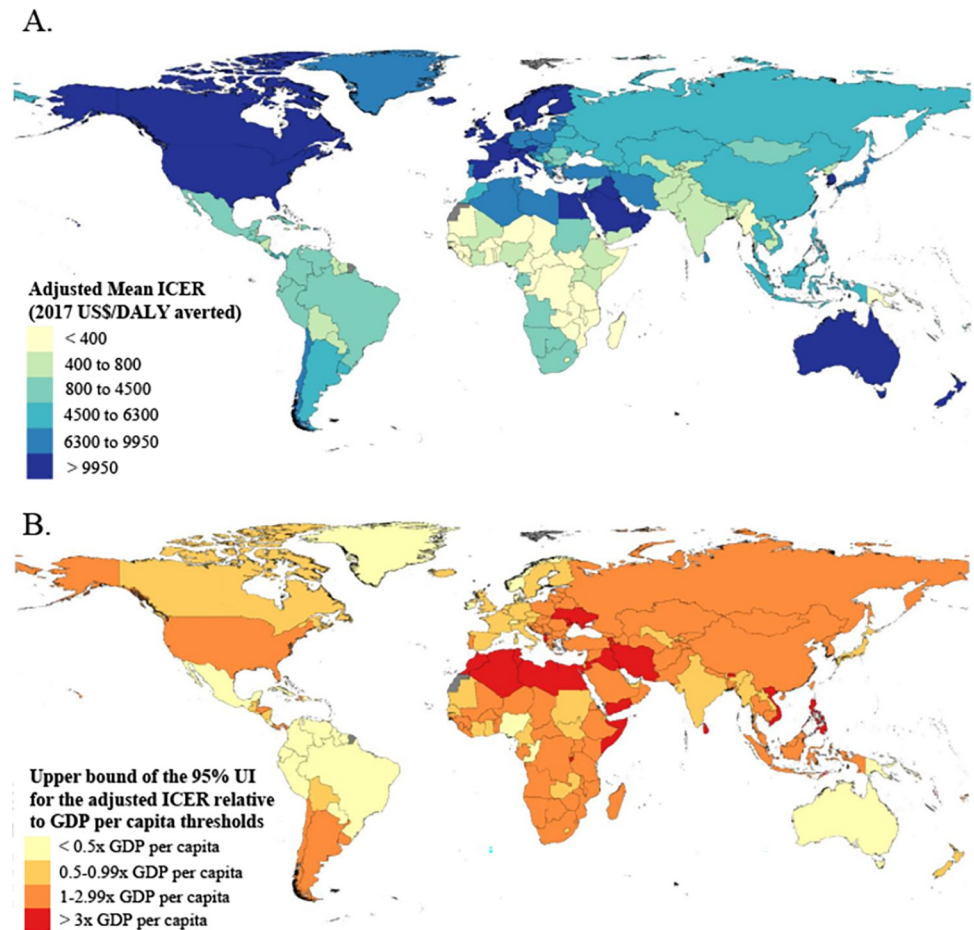 A.
Adjusted Mean ICER
(2017 US$/DALY averted)
< 400
400 to 800
800 to 4500
4500 to 6300
6300 to 9950
> 9950
B.
Upper bound of the 95% UI
for the adjusted ICER relative
to GDP per capita thresholds
< 0.5x GDP per capita
0.5-0.99x GDP per capita
1-2.99x GDP per capita
> 3x GDP per capita